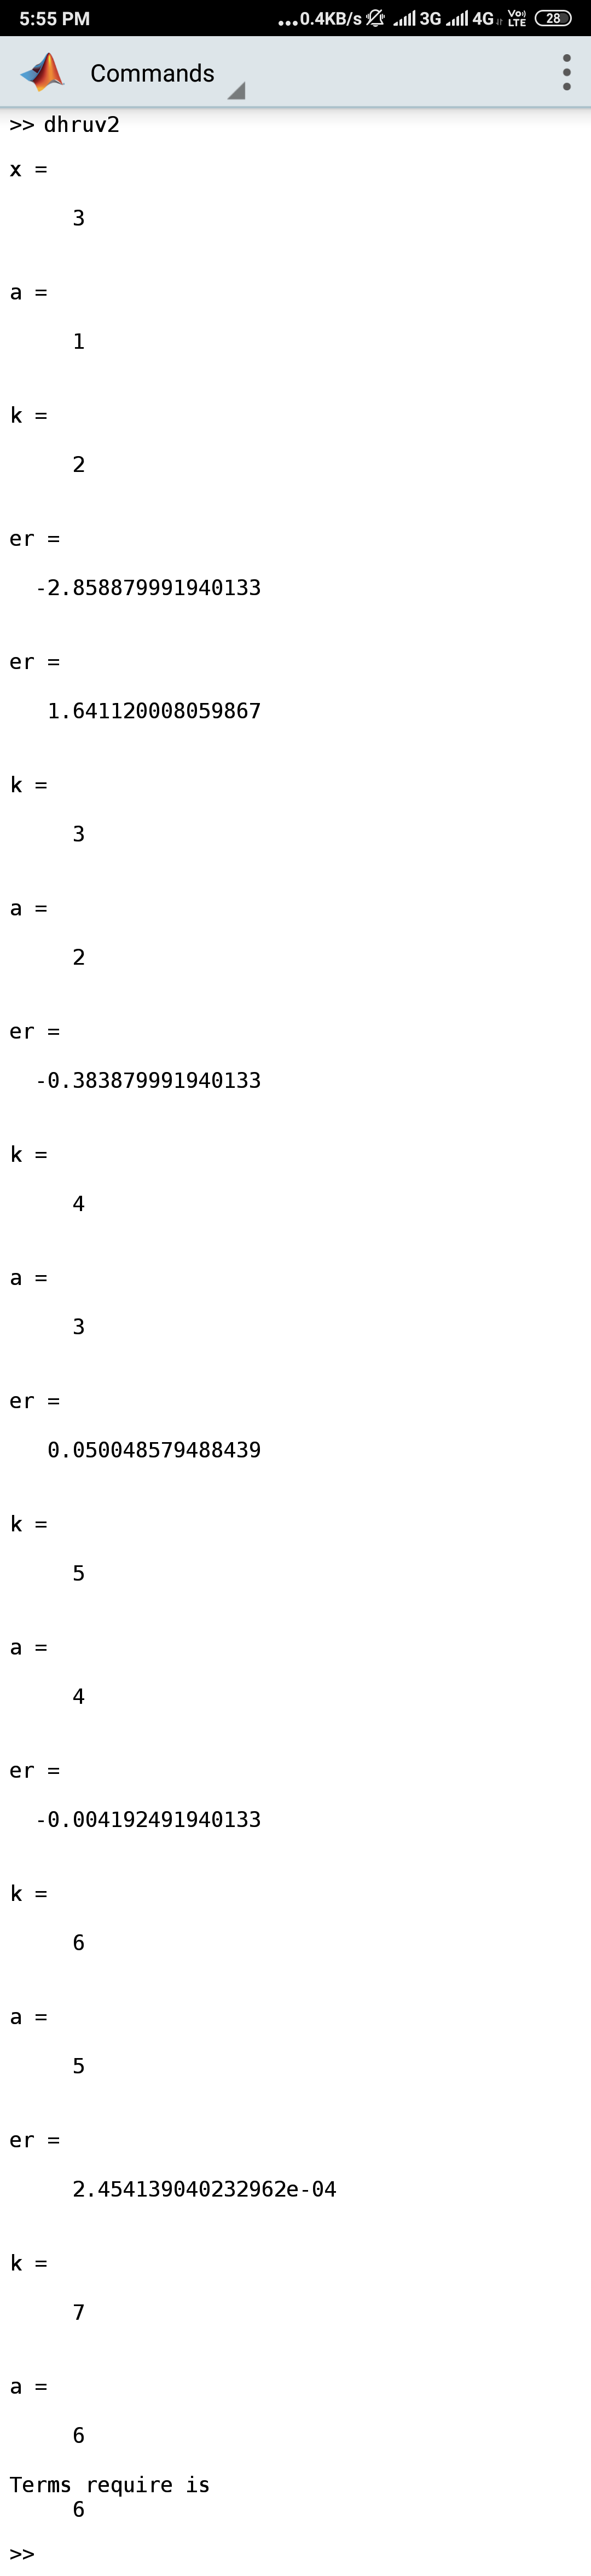 5:55 PM ...0.4KB/s 3G 4G Vo)) LTE 28
Commands
>> dhruv2
x =
3
a =
1
k =
2
er =
-2.858879991940133
er =
1.641120008059867
k =
3
a =
2
er =
-0.383879991940133
k =
4
a =
3
er =
0.050048579488439
k =
5
a =
4
er =
-0.004192491940133
k =
6
a =
5
er =
2.454139040232962e-04
k =
7
a =
6
Terms require is
6
>>